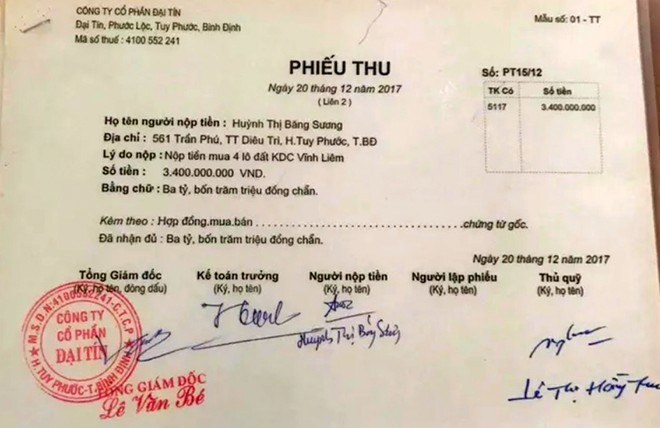 CÔNG TY CỔ PHẦN ĐẠI TÍN
Đại Tín, Phước Lộc, Tuy Phước, Bình Định
Mã số thuế : 4100 552 241
Mẫu số: 01 - TT
PHIẾU THU
Ngày 20 tháng 12 năm 2017
( Liên 2 )
Số: PT15/12
TK Có Số tiền
5117 3.400.000.000
Họ tên người nộp tiền : Huỳnh Thị Băng Sương
Địa chỉ : 561 Trần Phú, TT Diêu Trì, H.Tuy Phước, T.BĐ
Lý do nộp : Nộp tiền mua 4 lô đất KDC Vĩnh Liêm
Số tiền : 3.400.000.000 VND.
Bằng chữ : Ba tỷ, bốn trăm triệu đồng chẵn.
Kèm theo : Hợp đồng.mua.bán . . . . . . . . . . . . . . . . . . . . . . . . . . . . . . . . . . . .chứng từ gốc.
Đã nhận đủ : Ba tỷ, bốn trăm triệu đồng chẵn.
Ngày 20 tháng 12 năm 2017
Tổng Giám đốc Kế toán trưởng Người nộp tiền Người lập phiếu Thủ quỹ
(Ký, họ tên, đóng dấu) (Ký, họ tên) (Ký, họ tên) (Ký, họ tên) (Ký, họ tên)
M.S.D.N:4100552241-C.T.C.P
CÔNG TY
CỔ PHẦN
ĐẠI TÍN
H.TUY PHƯỚC-T.BÌNH ĐỊNH
Huỳnh Thị Băng Sương
TỔNG GIÁM ĐỐC
Lê Văn Bé
Lê Thị Hồng